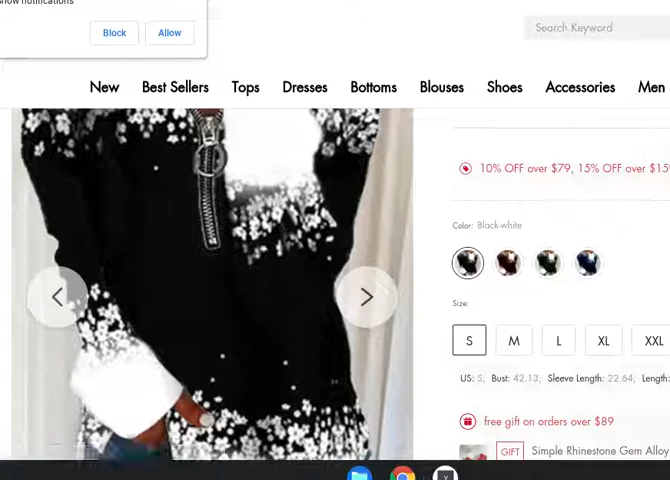 show notifications
Block Allow
Search Keyword
New Best Sellers Tops Dresses Bottoms Blouses Shoes Accessories Men
10% OFF over $79, 15% OFF over $15
Color: Black-white
Size:
S M L XL XXL
US: S; Bust: 42.13; Sleeve Length: 22.64; Length:
free gift on orders over $89
GIFT Simple Rhinestone Gem Alloy